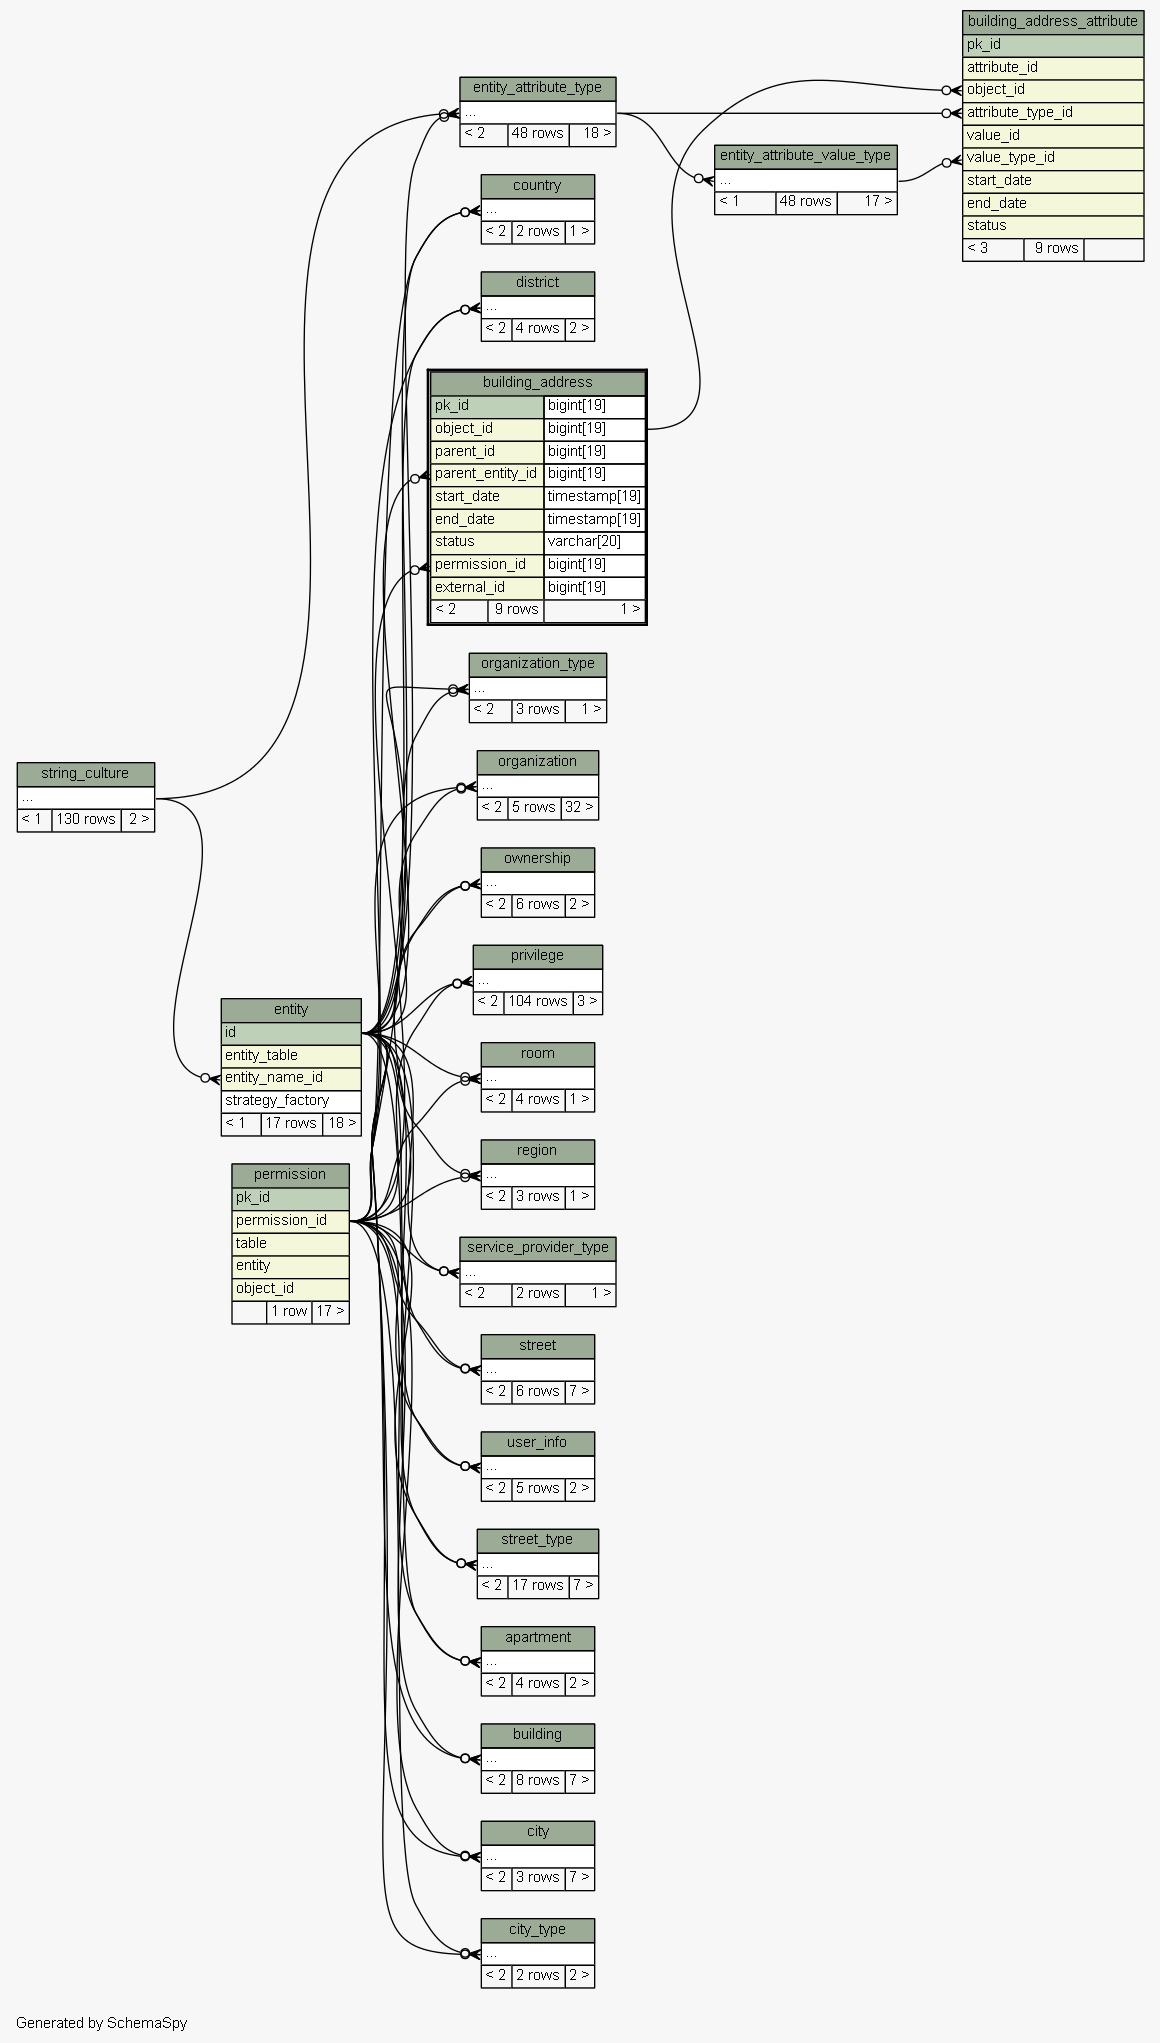 building_address_attribute
pk_id
attribute_id
object_id
attribute_type_id
value_id
value_type_id
start_date
end_date
status
< 3 9 rows
entity_attribute_type
...
< 2 48 rows 18 >
entity_attribute_value_type
...
< 1 48 rows 17 >
country
...
< 2 2 rows 1 >
district
...
< 2 4 rows 2 >
building_address
pk_id bigint[19]
object_id bigint[19]
parent_id bigint[19]
parent_entity_id bigint[19]
start_date timestamp[19]
end_date timestamp[19]
status varchar[20]
permission_id bigint[19]
external_id bigint[19]
< 2 9 rows 1 >
organization_type
...
< 2 3 rows 1 >
organization
...
< 2 5 rows 32 >
string_culture
...
< 1 130 rows 2 >
ownership
...
< 2 6 rows 2 >
privilege
...
< 2 104 rows 3 >
entity
id
entity_table
entity_name_id
strategy_factory
< 1 17 rows 18 >
room
...
< 2 4 rows 1 >
region
...
< 2 3 rows 1 >
permission
pk_id
permission_id
table
entity
object_id
1 row 17 >
service_provider_type
...
< 2 2 rows 1 >
street
...
< 2 6 rows 7 >
user_info
...
< 2 5 rows 2 >
street_type
...
< 2 17 rows 7 >
apartment
...
< 2 4 rows 2 >
building
...
< 2 8 rows 7 >
city
...
< 2 3 rows 7 >
city_type
...
< 2 2 rows 2 >
Generated by SchemaSpy